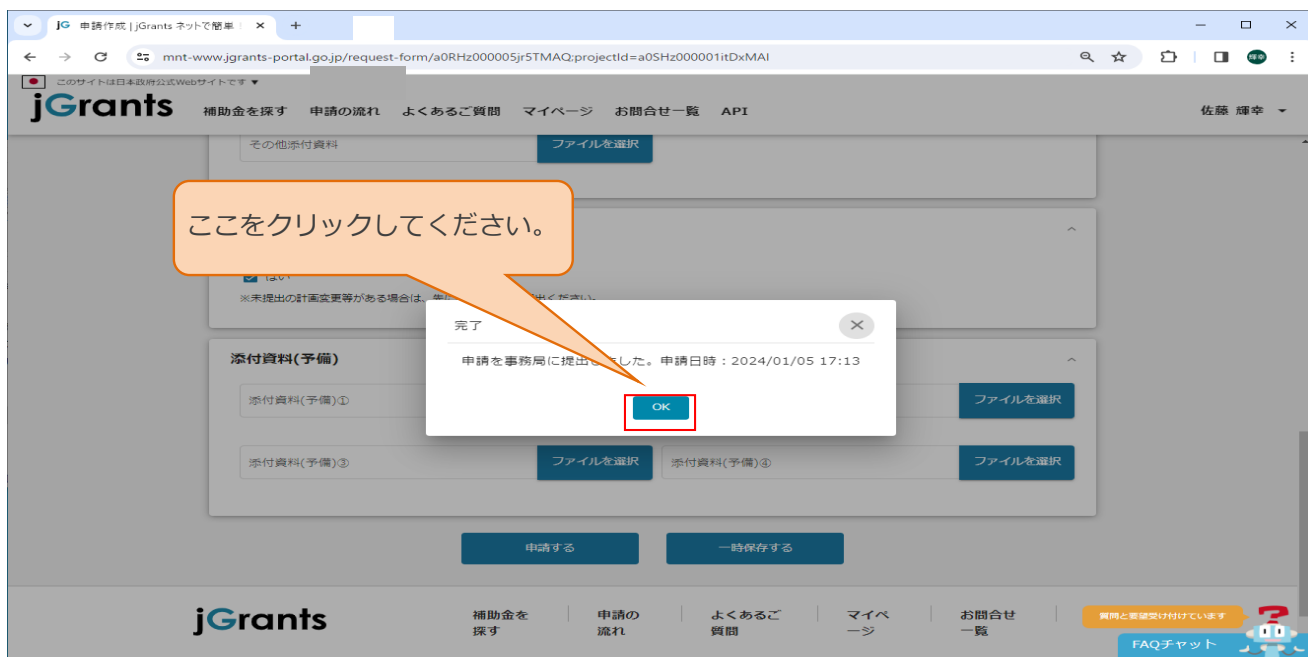 JG 申請作成 | jGrants ネットで簡単
mnt-www.jgrants-portal.go.jp/request-form/a0RHz000005jr5TMAQ;projectId=a0SHz000001itDxMAI
輝幸
このサイトは日本政府公式Webサイトです ▼
jGrants 補助金を探す 申請の流れ よくあるご質問 マイページ お問合せ一覧 API 佐藤 輝幸
その他添付資料 ファイルを選択
ここをクリックしてください。
はい
※未提出の計画変更等がある場合は、
ください。
完了
申請を事務局に提出しました。申請日時：2024/01/05 17:13
OK
添付資料(予備)
添付資料(予備)① ファイルを選択
添付資料(予備)③ ファイルを選択 添付資料(予備)④ ファイルを選択
申請する 一時保存する
jGrants
補助金を
探す
申請の
流れ
よくあるご
質問
マイペ
ージ
お問合せ
一覧
質問と要望受け付けています
FAQチャット